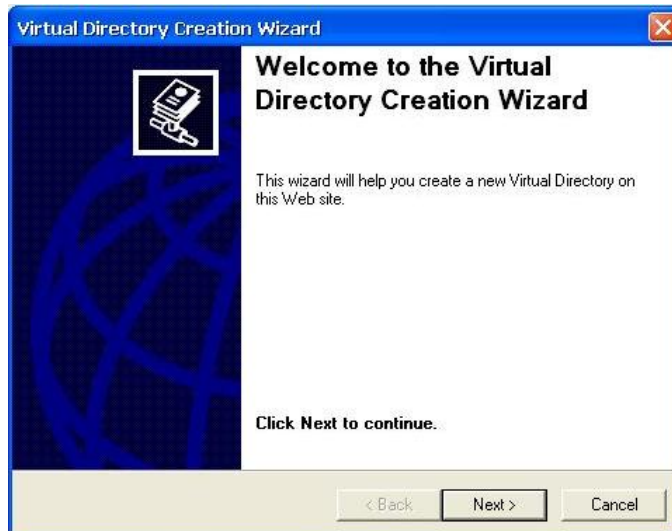 Virtual Directory Creation Wizard
Welcome to the Virtual
Directory Creation Wizard
This wizard will help you create a new Virtual Directory on
this Web site.
Click Next to continue.
< Back
Next >
Cancel